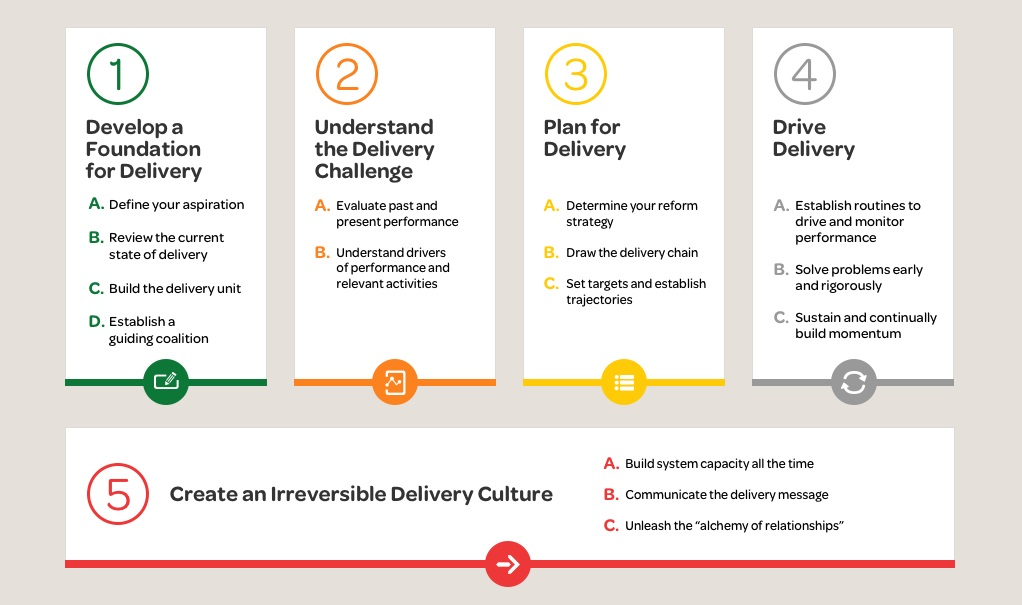 1
Develop a
Foundation
for Delivery
A. Define your aspiration
B. Review the current
state of delivery
C. Build the delivery unit
D. Establish a
guiding coalition
2
Understand
the Delivery
Challenge
A. Evaluate past and
present performance
B. Understand drivers
of performance and
relevant activities
3
Plan for
Delivery
A. Determine your reform
strategy
B. Draw the delivery chain
C. Set targets and establish
trajectories
4
Drive
Delivery
A. Establish routines to
drive and monitor
performance
B. Solve problems early
and rigorously
C. Sustain and continually
build momentum
5
Create an Irreversible Delivery Culture
A. Build system capacity all the time
B. Communicate the delivery message
C. Unleash the “alchemy of relationships”